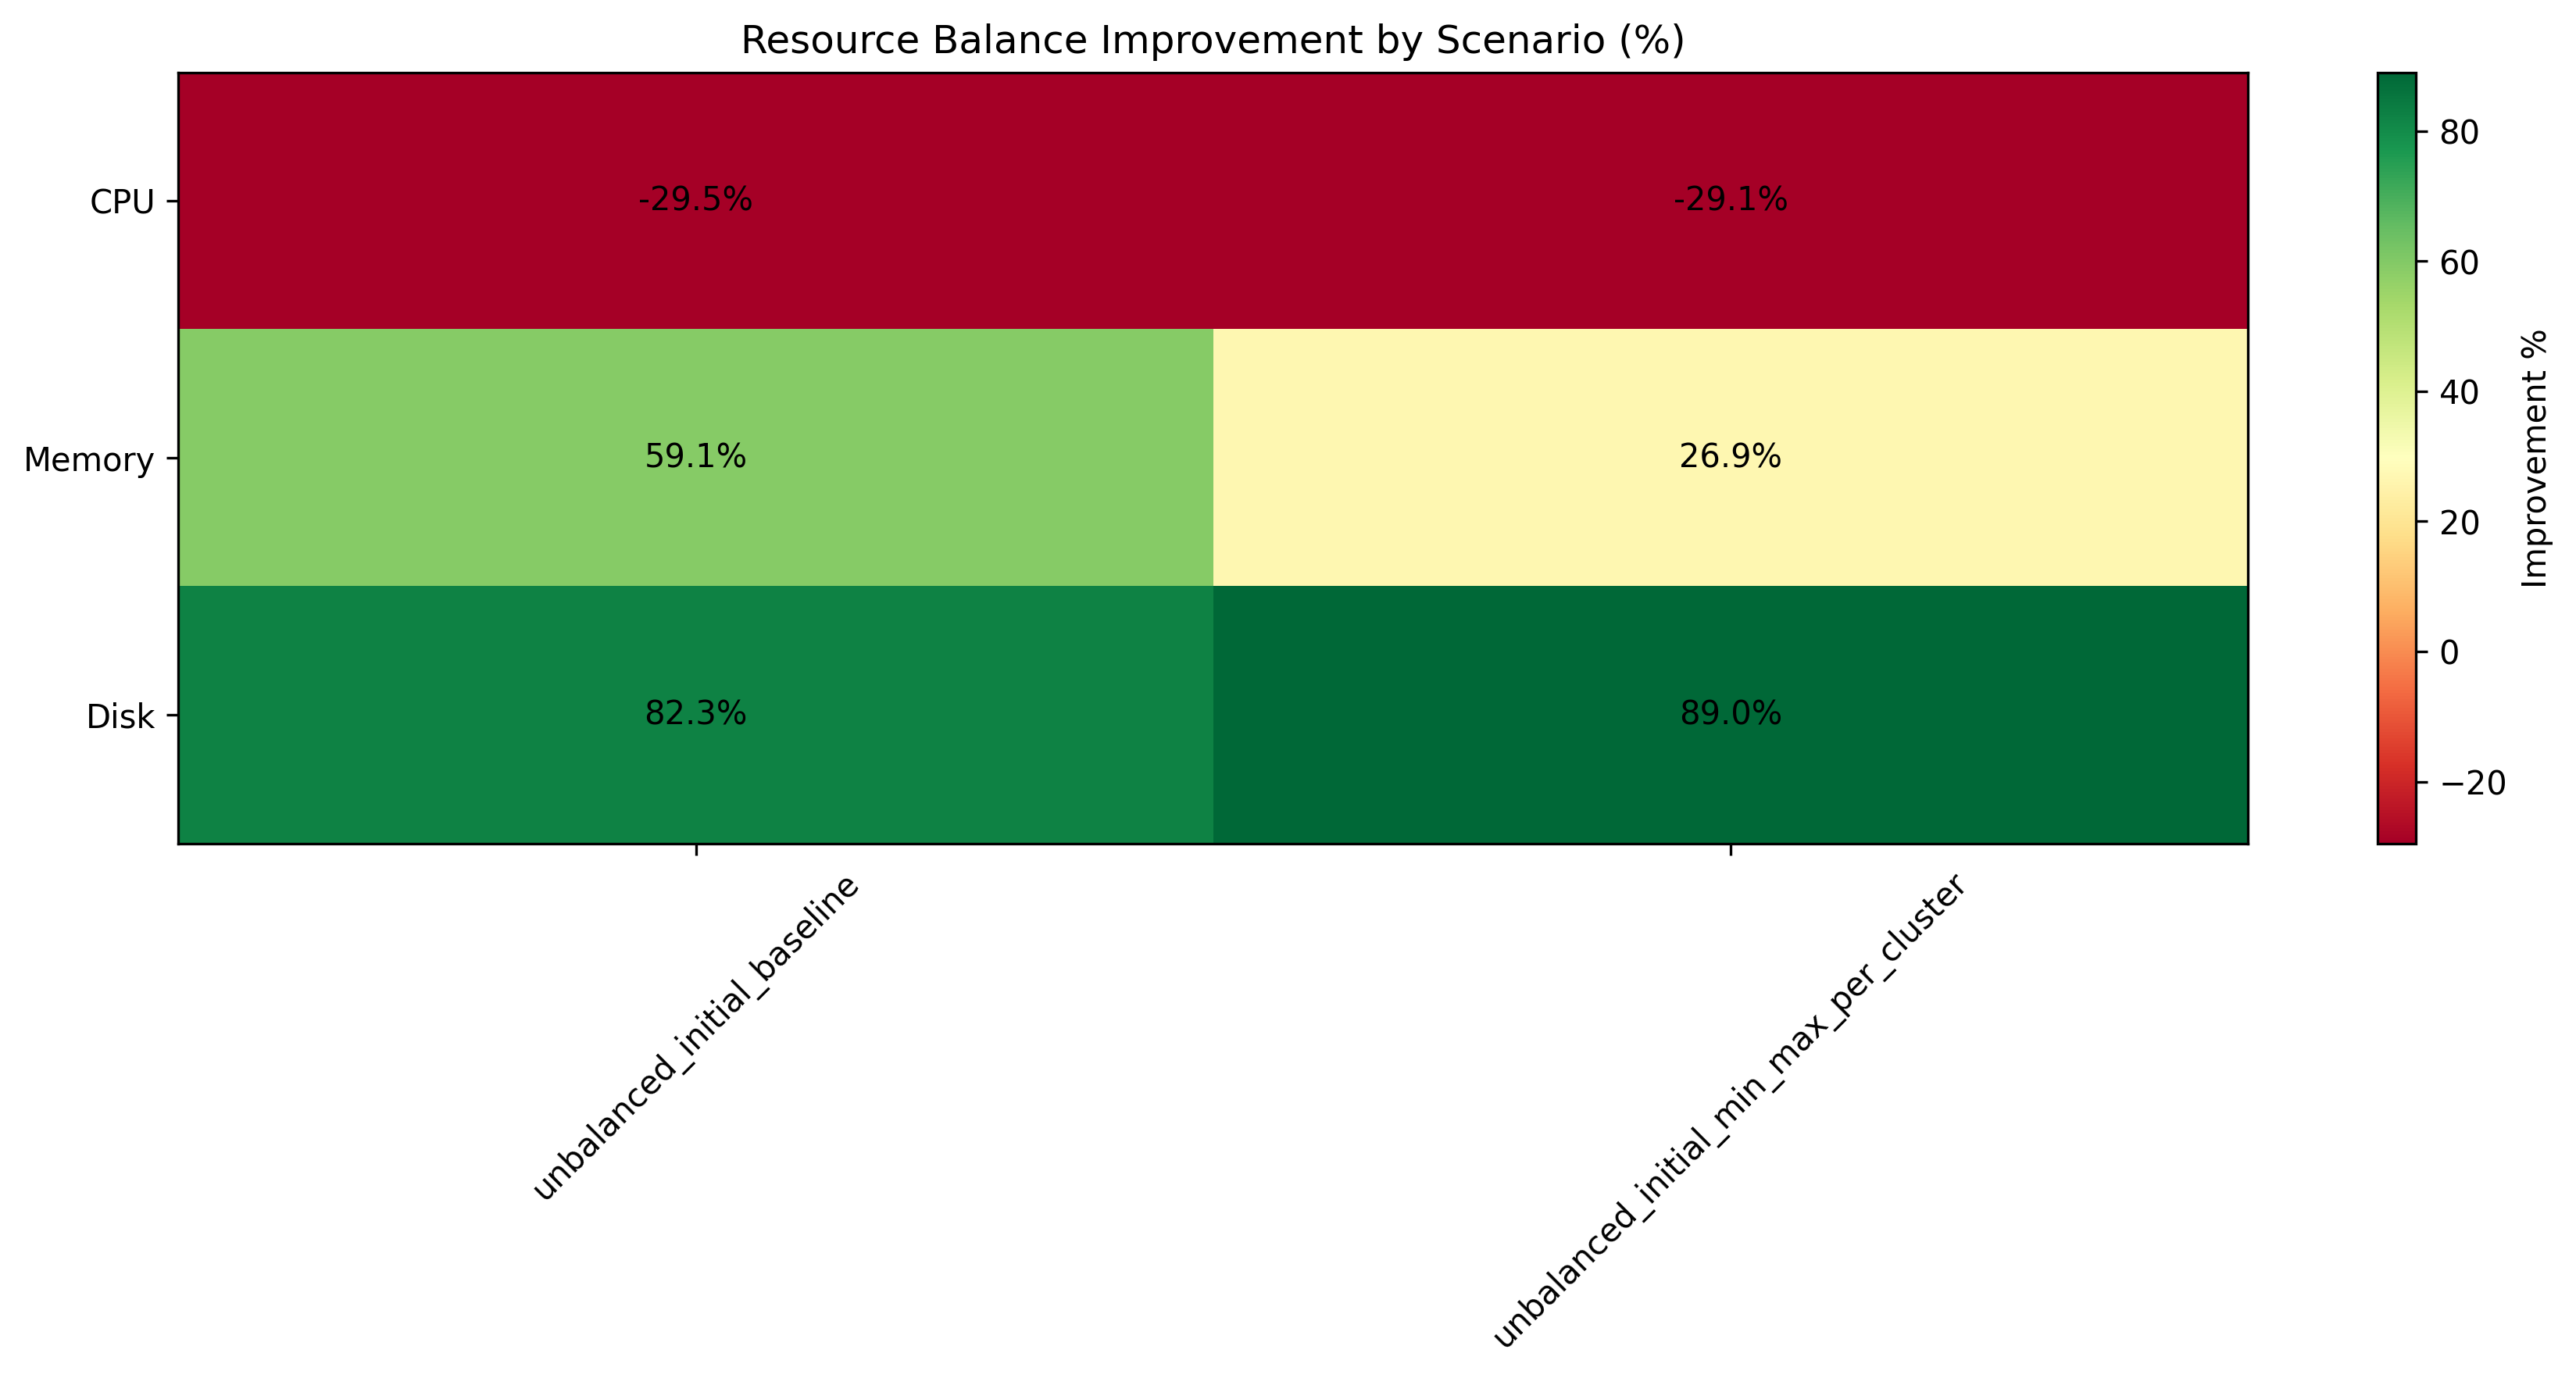 Resource Balance Improvement by Scenario (%)
CPU
-29.5%
-29.1%
Memory
59.1%
26.9%
Disk
82.3%
89.0%
unbalanced_initial_baseline
unbalanced_initial_min_max_per_cluster
80
60
40
20
0
−20
Improvement %